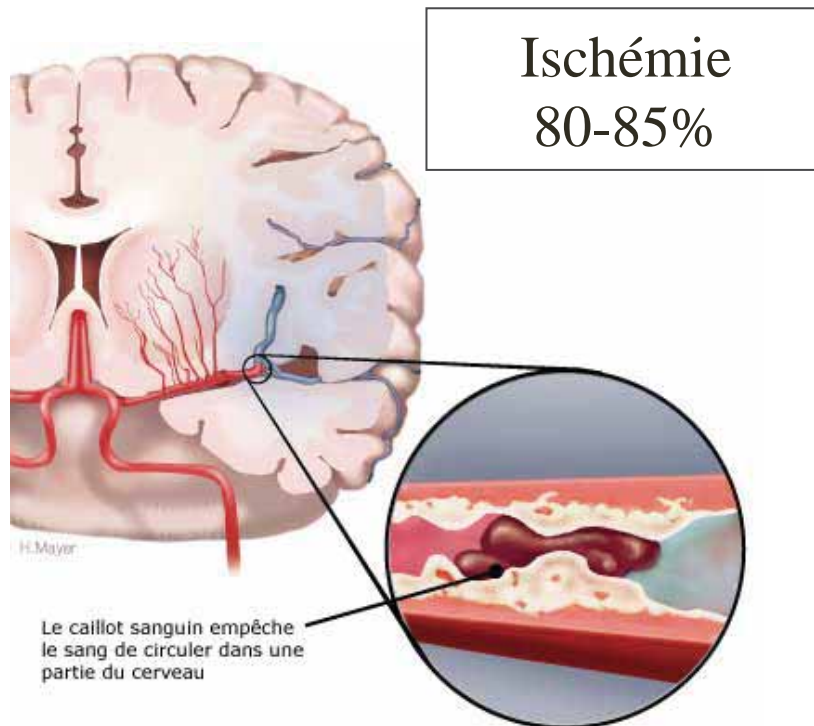 Ischémie
80-85%
H.Mayer
Le caillot sanguin empêche
le sang de circuler dans une
partie du cerveau